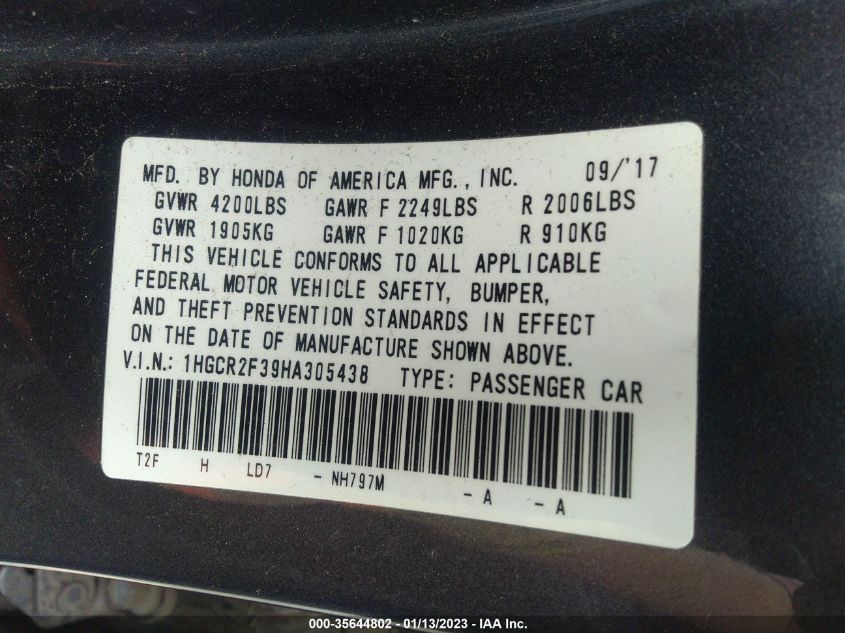 MFD. BY HONDA OF AMERICA MFG., INC. 09/'17
GVWR 4200LBS GAWR F 2249LBS R 2006LBS
GVWR 1905KG GAWR F 1020KG R 910KG
THIS VEHICLE CONFORMS TO ALL APPLICABLE
FEDERAL MOTOR VEHICLE SAFETY, BUMPER,
AND THEFT PREVENTION STANDARDS IN EFFECT
ON THE DATE OF MANUFACTURE SHOWN ABOVE.
V.I.N.: 1HGCR2F39HA305438 TYPE: PASSENGER CAR
T2F H LD7 - NH797M - A - A
000-35644802 - 01/13/2023 - IAA Inc.